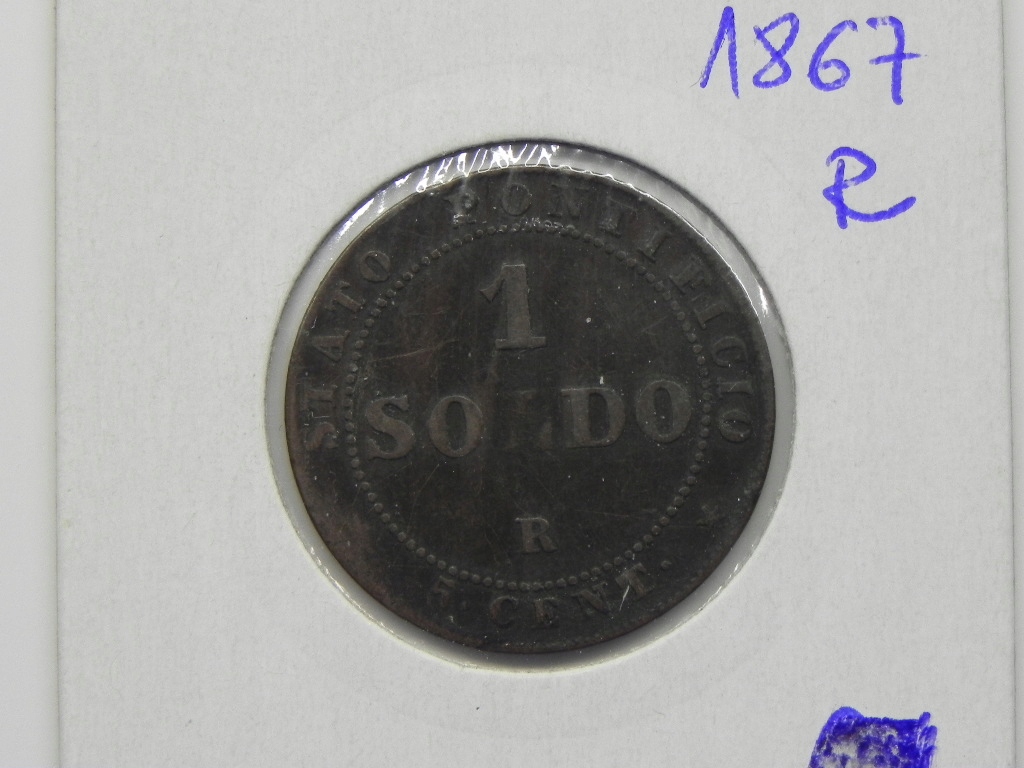 1867
R
STATO PONTIFICIO
1
SOLDO
R
5 CENT.